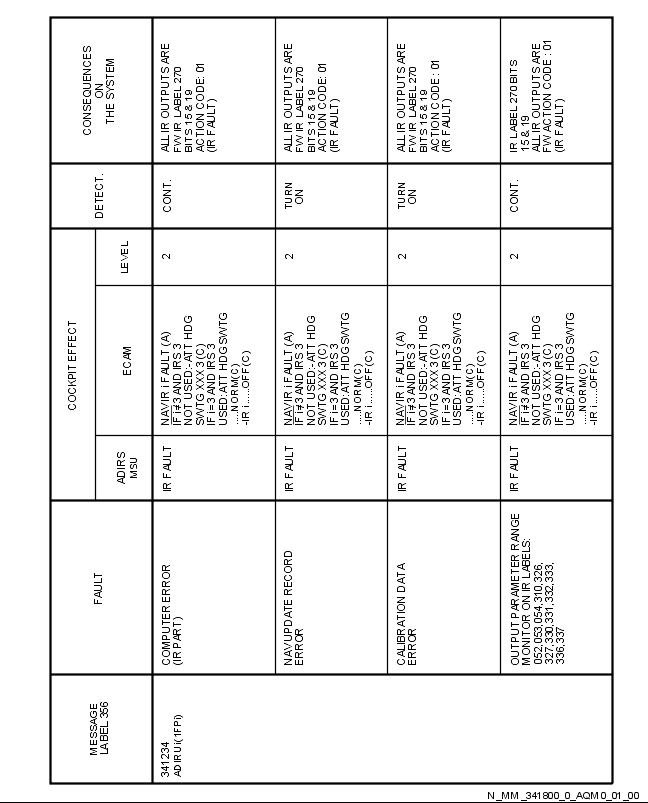 MESSAGE
LABEL 356
FAULT
COCKPIT EFFECT
ADIRS
MSU
ECAM
LEVEL
DETECT.
CONSEQUENCES
ON
THE SYSTEM
341234
ADIRU i (1FPi)
COMPUTER ERROR
(IR PART)
IR FAULT
NAV IR i FAULT (A)
IF i≠3 AND IRS 3
NOT USED:-ATT HDG
SWTG XXX 3 (C)
IF i=3 AND IRS 3
USED:ATT HDG SWTG
....NORM(C)
-IR i.....OFF(C)
2
CONT.
ALL IR OUTPUTS ARE
FW IR LABEL 270
BITS 15 & 19
ACTION CODE: 01
(IR FAULT)
NAV UPDATE RECORD
ERROR
IR FAULT
NAV IR i FAULT (A)
IF i≠3 AND IRS 3
NOT USED:-ATT HDG
SWTG XXX 3 (C)
IF i=3 AND IRS 3
USED:ATT HDG SWTG
....NORM(C)
-IR i.....OFF(C)
2
TURN
ON
ALL IR OUTPUTS ARE
FW IR LABEL 270
BITS 15 & 19
ACTION CODE: 01
(IR FAULT)
CALIBRATION DATA
ERROR
IR FAULT
NAV IR i FAULT (A)
IF i≠3 AND IRS 3
NOT USED:-ATT HDG
SWTG XXX 3 (C)
IF i=3 AND IRS 3
USED:ATT HDG SWTG
....NORM(C)
-IR i.....OFF(C)
2
TURN
ON
ALL IR OUTPUTS ARE
FW IR LABEL 270
BITS 15 & 19
ACTION CODE : 01
(IR FAULT)
OUTPUT PARAMETER RANGE
MONITOR ON IR LABELS:
052,053,054,310,326,
327,330,331,332,333,
336,337
IR FAULT
NAV IR i FAULT (A)
IF i≠3 AND IRS 3
NOT USED:-ATT HDG
SWTG XXX 3 (C)
IF i=3 AND IRS 3
USED:ATT HDG SWTG
....NORM(C)
-IR i.....OFF(C)
2
CONT.
IR LABEL 270 BITS
15 & 19
ALL IR OUTPUTS ARE
FW ACTION CODE : 01
(IR FAULT)
N_MM_341800_0_AQM0_01_00